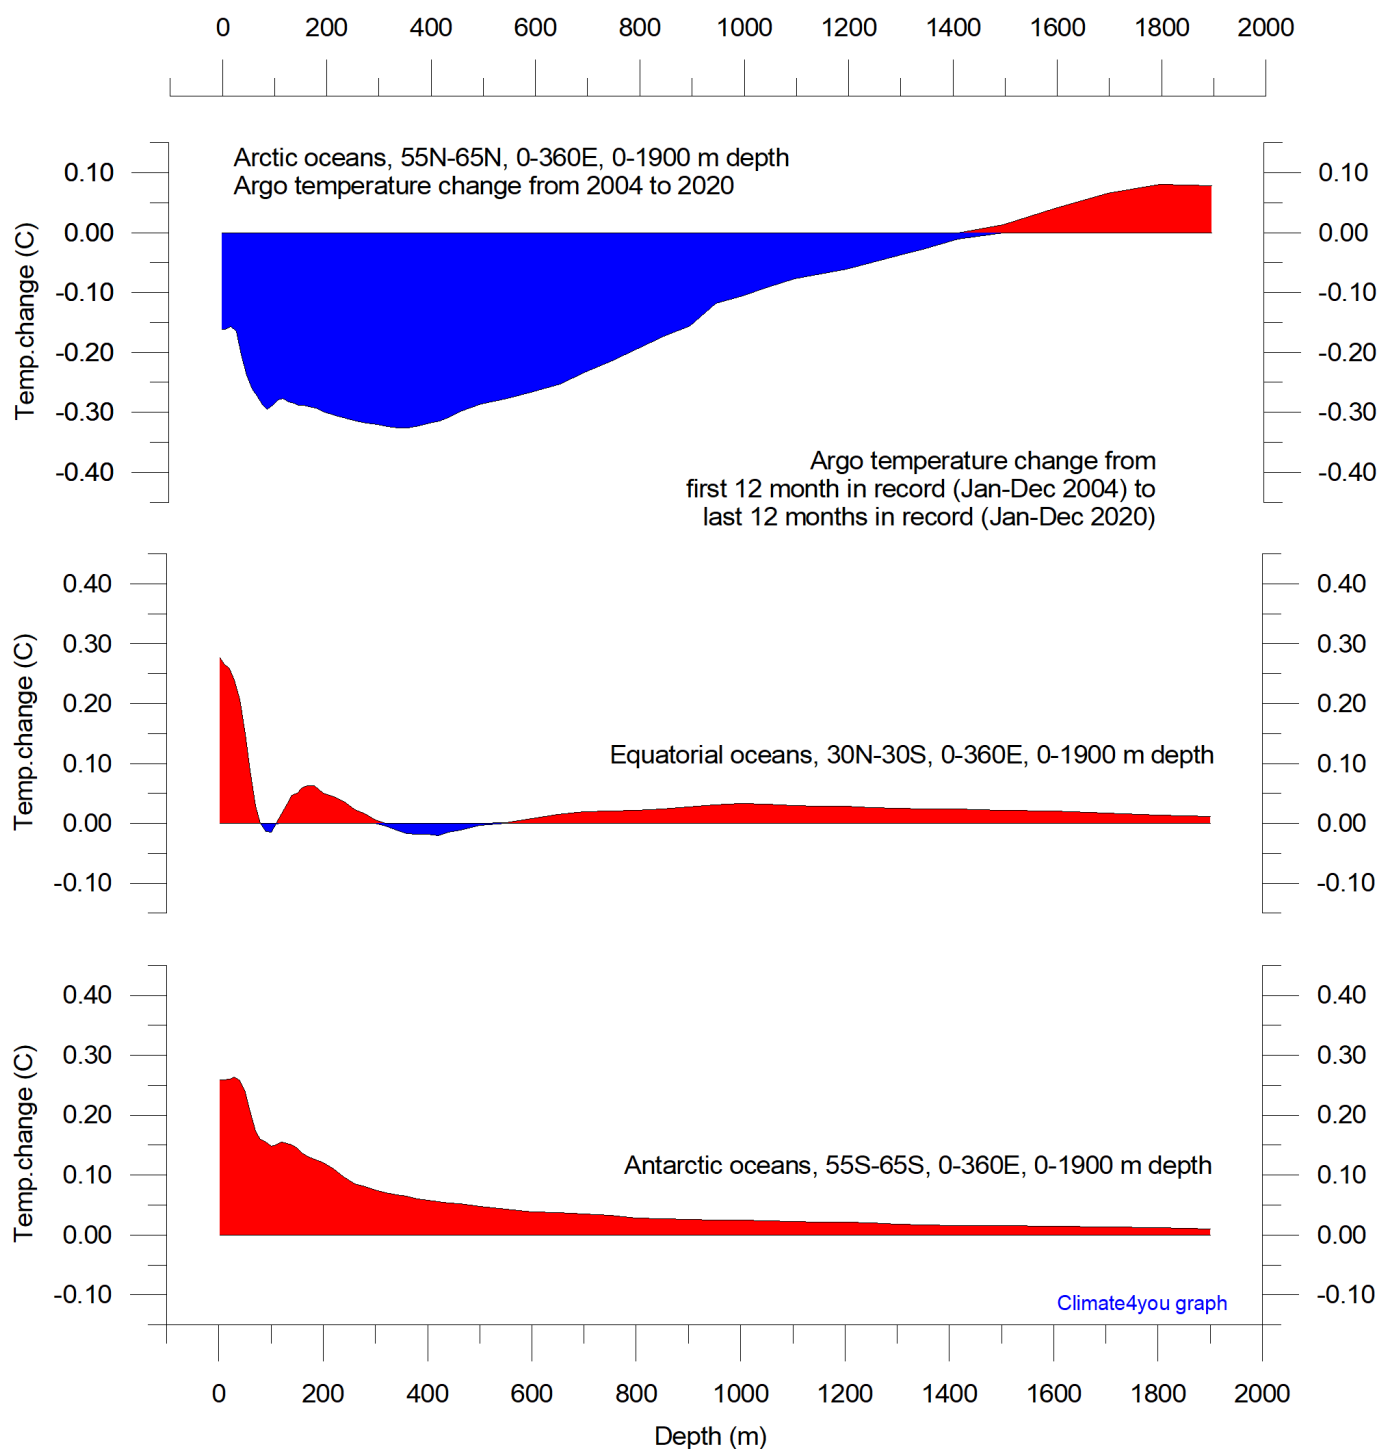 0 200 400 600 800 1000 1200 1400 1600 1800 2000
Arctic oceans, 55N-65N, 0-360E, 0-1900 m depth
Argo temperature change from 2004 to 2020
Temp.change (C)
0.10 0.10
0.00 0.00
-0.10 -0.10
-0.20 -0.20
-0.30 -0.30
-0.40 -0.40
Argo temperature change from
first 12 month in record (Jan-Dec 2004) to
last 12 months in record (Jan-Dec 2020)
Temp.change (C)
0.40 0.40
0.30 0.30
0.20 0.20
Equatorial oceans, 30N-30S, 0-360E, 0-1900 m depth
0.10 0.10
0.00 0.00
-0.10 -0.10
Temp.change (C)
0.40 0.40
0.30 0.30
0.20 0.20
Antarctic oceans, 55S-65S, 0-360E, 0-1900 m depth
0.10 0.10
0.00 0.00
-0.10 -0.10
Climate4you graph
0 200 400 600 800 1000 1200 1400 1600 1800 2000
Depth (m)